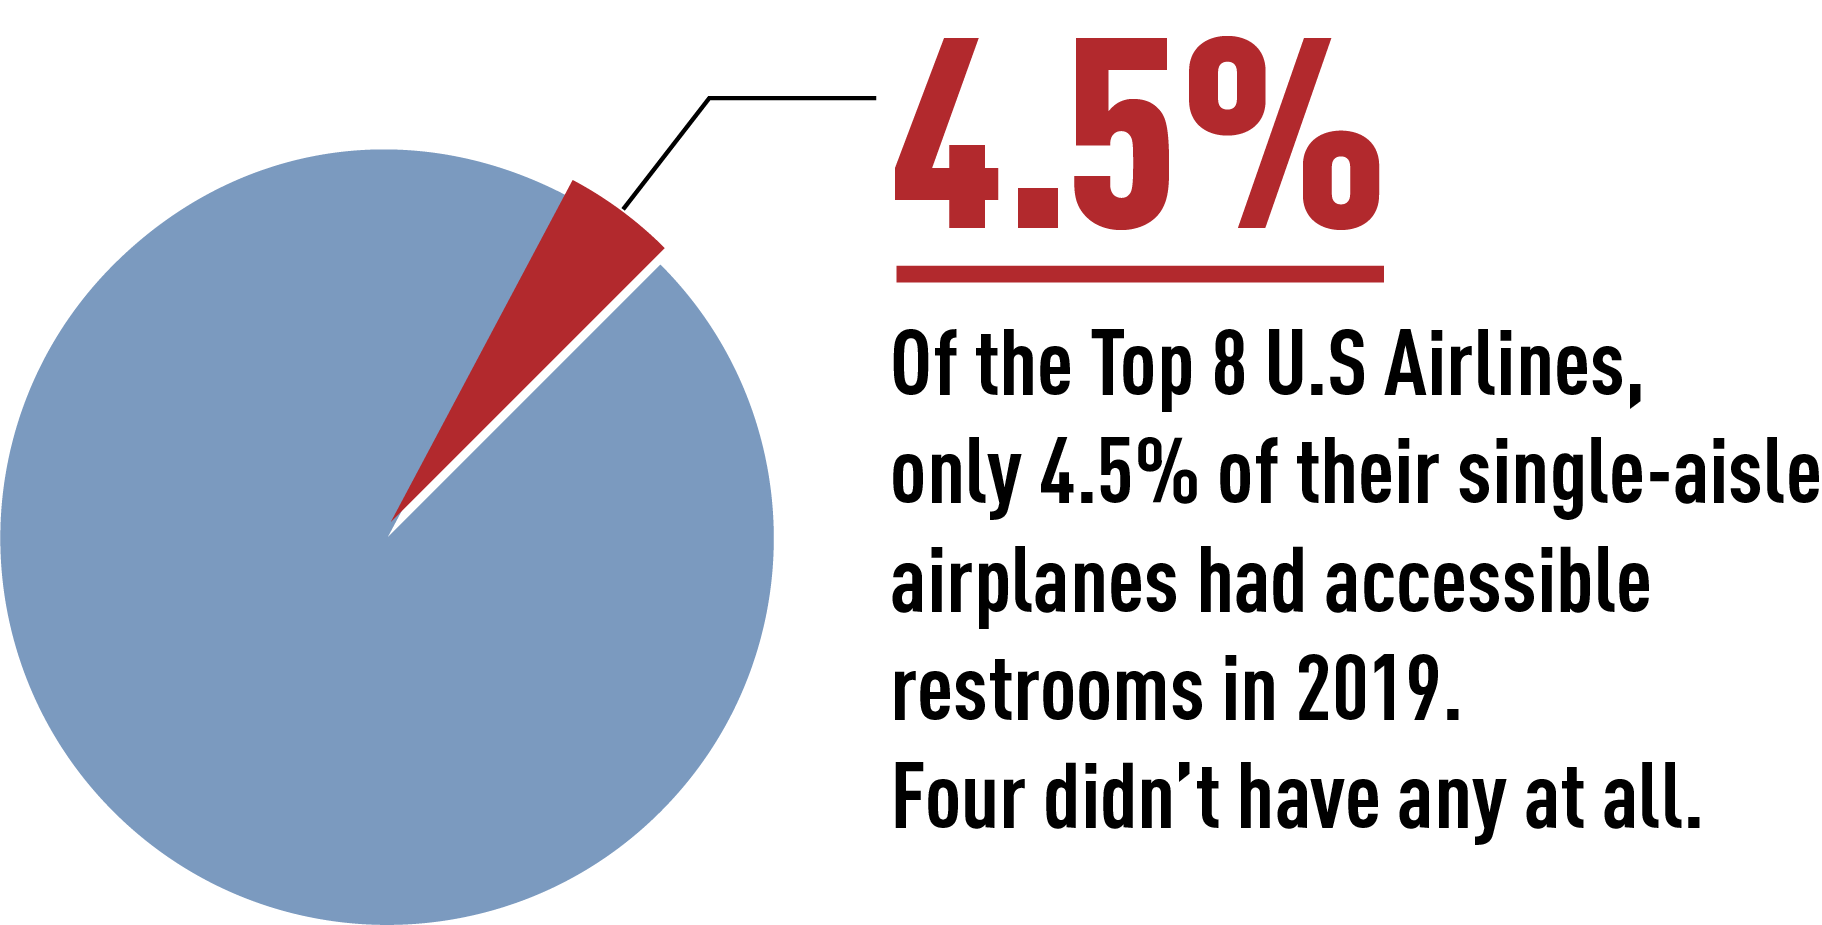 4.5%
Of the Top 8 U.S Airlines,
only 4.5% of their single-aisle
airplanes had accessible
restrooms in 2019.
Four didn’t have any at all.